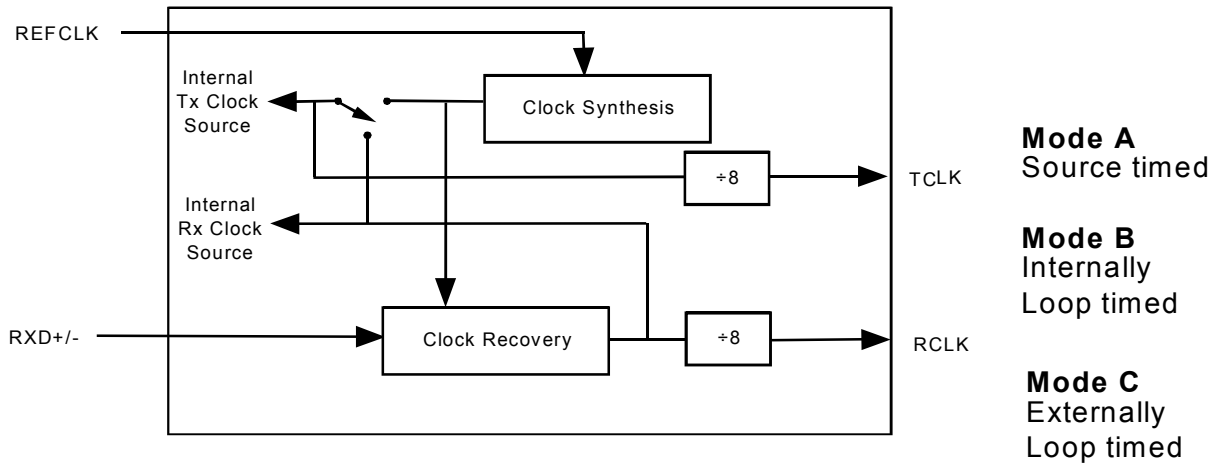 REFCLK
Internal
Tx Clock
Source
Clock Synthesis
÷8
TCLK
Internal
Rx Clock
Source
RXD+/-
Clock Recovery
÷8
RCLK
Mode A
Source timed
Mode B
Internally
Loop timed
Mode C
Externally
Loop timed